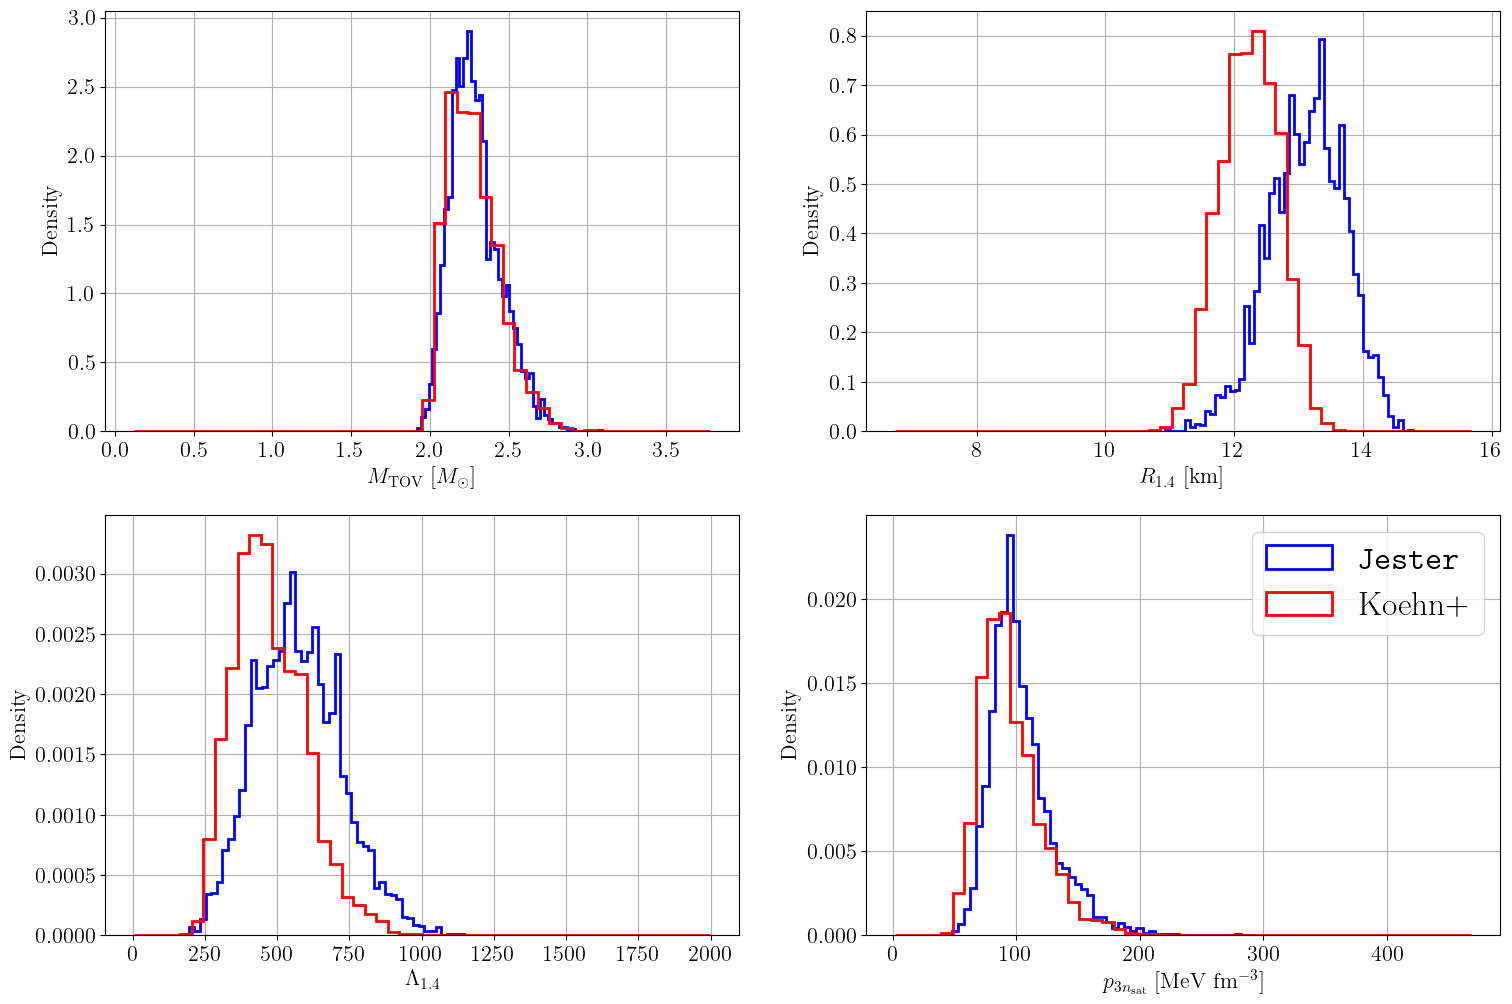 3.0
2.5
2.0
1.5
1.0
0.5
0.0
Density
0.0 0.5 1.0 1.5 2.0 2.5 3.0 3.5
M_TOV [M_⊙]
0.8
0.7
0.6
0.5
0.4
0.3
0.2
0.1
0.0
Density
8 10 12 14 16
R_1.4 [km]
0.0030
0.0025
0.0020
0.0015
0.0010
0.0005
0.0000
Density
0 250 500 750 1000 1250 1500 1750 2000
Λ_1.4
Jester
Koehn+
0.020
0.015
0.010
0.005
0.000
Density
0 100 200 300 400
p_3n_sat [MeV fm⁻³]